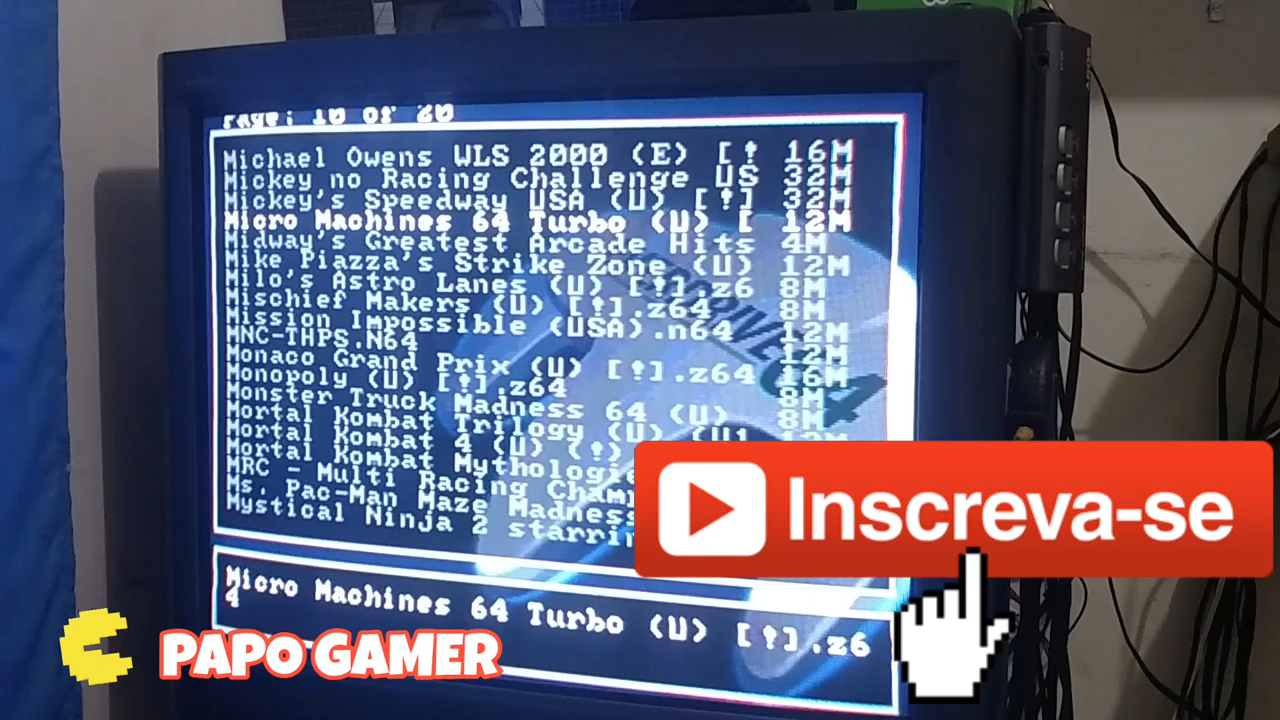 Page: 10 of 20
Michael Owens WLS 2000 (E) [! 16M
Mickey no Racing Challenge US 32M
Mickey's Speedway USA (U) [!] 32M
Micro Machines 64 Turbo (U) [ 12M
Midway's Greatest Arcade Hits 4M
Mike Piazza's Strike Zone (U) 12M
Milo's Astro Lanes (U) [!].z6 8M
Mischief Makers (U) [!].z64 8M
Mission Impossible (USA).n64 12M
MNC-THPS.N64 12M
Monaco Grand Prix (U) [!].z64 16M
Monopoly (U) [!].z64 8M
Monster Truck Madness 64 (U) 8M
Mortal Kombat Trilogy (U) (V1 12M
Mortal Kombat 4 (U) (!)
Mortal Kombat Mythologie
MRC - Multi Racing Champ
Ms. Pac-Man Maze Madness
Mystical Ninja 2 starrin
Micro Machines 64 Turbo (U) [!].z6
4
Inscreva-se
PAPO GAMER